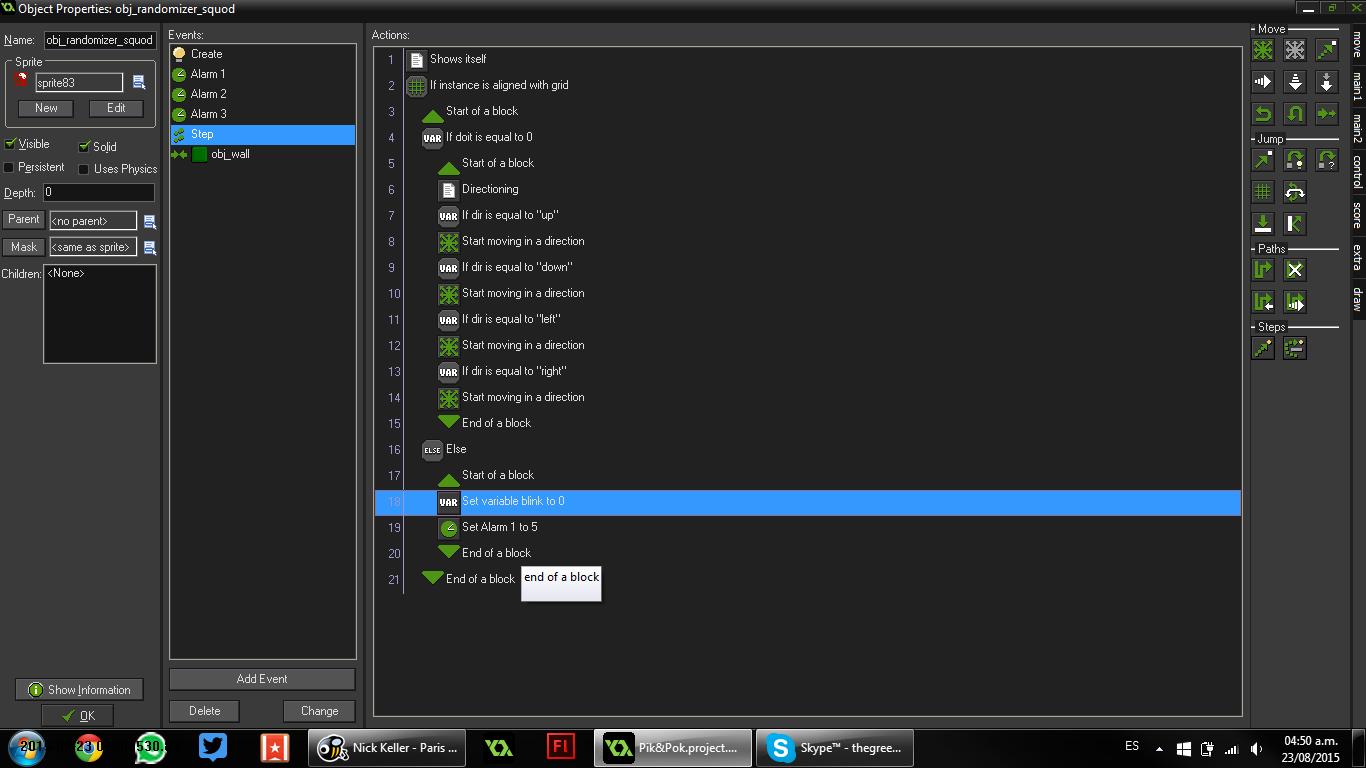 Object Properties: obj_randomizer_squod
Name: obj_randomizer_squod
Sprite
sprite83
New Edit
Visible Solid
Persistent Uses Physics
Depth: 0
Parent <no parent>
Mask <same as sprite>
Children: <None>
Show Information
OK
Events:
Create
Alarm 1
Alarm 2
Alarm 3
Step
obj_wall
Add Event
Delete Change
Actions:
1 Shows itself
2 If instance is aligned with grid
3 Start of a block
4 VAR If doit is equal to 0
5 Start of a block
6 Directioning
7 VAR If dir is equal to "up"
8 Start moving in a direction
9 VAR If dir is equal to "down"
10 Start moving in a direction
11 VAR If dir is equal to "left"
12 Start moving in a direction
13 VAR If dir is equal to "right"
14 Start moving in a direction
15 End of a block
16 ELSE Else
17 Start of a block
18 VAR Set variable blink to 0
19 Set Alarm 1 to 5
20 End of a block
21 End of a block
end of a block
Move
Jump
Paths
Steps
move
main1
main2
control
score
extra
draw
Nick Keller - Paris ...
Fl
Pïk&Pok.project....
Skype™ - thegree...
ES
04:50 a.m.
23/08/2015